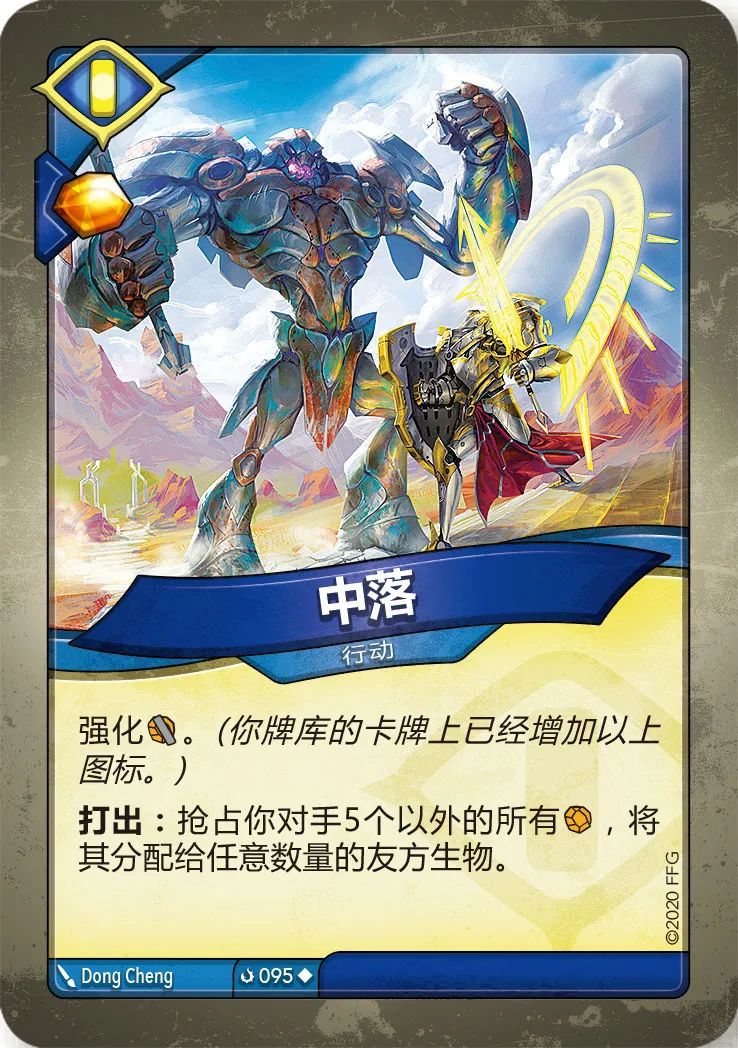 中落
行动
强化。(你牌库的卡牌上已经增加以上
图标。)
打出：抢占你对手5个以外的所有，将
其分配给任意数量的友方生物。
©2020 FFG
Dong Cheng
095